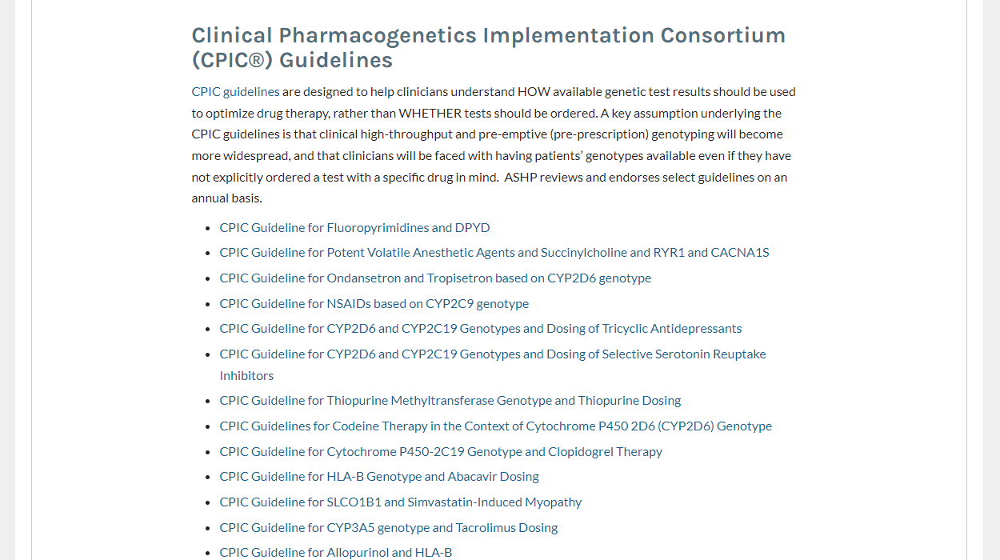 Clinical Pharmacogenetics Implementation Consortium
(CPIC®) Guidelines
CPIC guidelines are designed to help clinicians understand HOW available genetic test results should be used
to optimize drug therapy, rather than WHETHER tests should be ordered. A key assumption underlying the
CPIC guidelines is that clinical high-throughput and pre-emptive (pre-prescription) genotyping will become
more widespread, and that clinicians will be faced with having patients’ genotypes available even if they have
not explicitly ordered a test with a specific drug in mind.  ASHP reviews and endorses select guidelines on an
annual basis.
• CPIC Guideline for Fluoropyrimidines and DPYD
• CPIC Guideline for Potent Volatile Anesthetic Agents and Succinylcholine and RYR1 and CACNA1S
• CPIC Guideline for Ondansetron and Tropisetron based on CYP2D6 genotype
• CPIC Guideline for NSAIDs based on CYP2C9 genotype
• CPIC Guideline for CYP2D6 and CYP2C19 Genotypes and Dosing of Tricyclic Antidepressants
• CPIC Guideline for CYP2D6 and CYP2C19 Genotypes and Dosing of Selective Serotonin Reuptake
Inhibitors
• CPIC Guideline for Thiopurine Methyltransferase Genotype and Thiopurine Dosing
• CPIC Guidelines for Codeine Therapy in the Context of Cytochrome P450 2D6 (CYP2D6) Genotype
• CPIC Guideline for Cytochrome P450-2C19 Genotype and Clopidogrel Therapy
• CPIC Guideline for HLA-B Genotype and Abacavir Dosing
• CPIC Guideline for SLCO1B1 and Simvastatin-Induced Myopathy
• CPIC Guideline for CYP3A5 genotype and Tacrolimus Dosing
• CPIC Guideline for Allopurinol and HLA-B